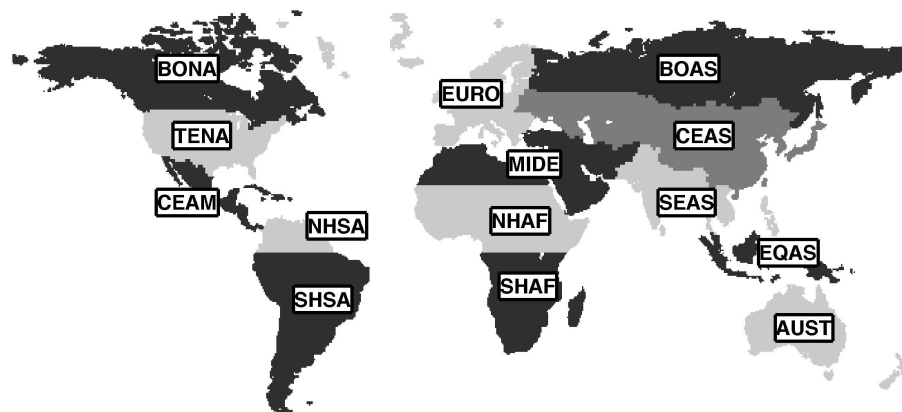 BONA
BOAS
EURO
TENA
CEAS
MIDE
CEAM
SEAS
NHSA
NHAF
EQAS
SHSA
SHAF
AUST